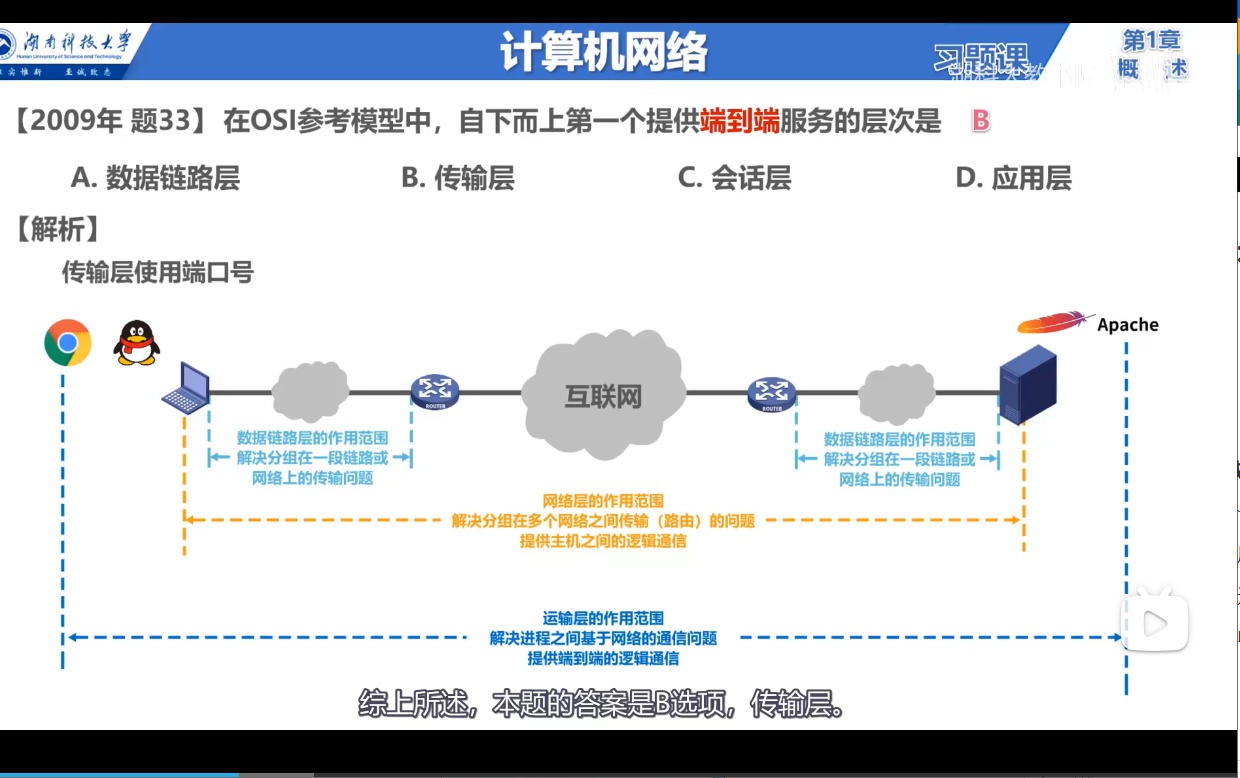 湖南科技大学
Hunan University of Science and Technology
计算机网络
习题课
第1章
概 述
【2009年 题33】在OSI参考模型中，自下而上第一个提供端到端服务的层次是 B
A. 数据链路层 B. 传输层 C. 会话层 D. 应用层
【解析】
传输层使用端口号
Apache
互联网
ROUTER
ROUTER
数据链路层的作用范围
解决分组在一段链路或
网络上的传输问题
数据链路层的作用范围
解决分组在一段链路或
网络上的传输问题
网络层的作用范围
解决分组在多个网络之间传输（路由）的问题
提供主机之间的逻辑通信
运输层的作用范围
解决进程之间基于网络的通信问题
提供端到端的逻辑通信
综上所述，本题的答案是B选项，传输层。